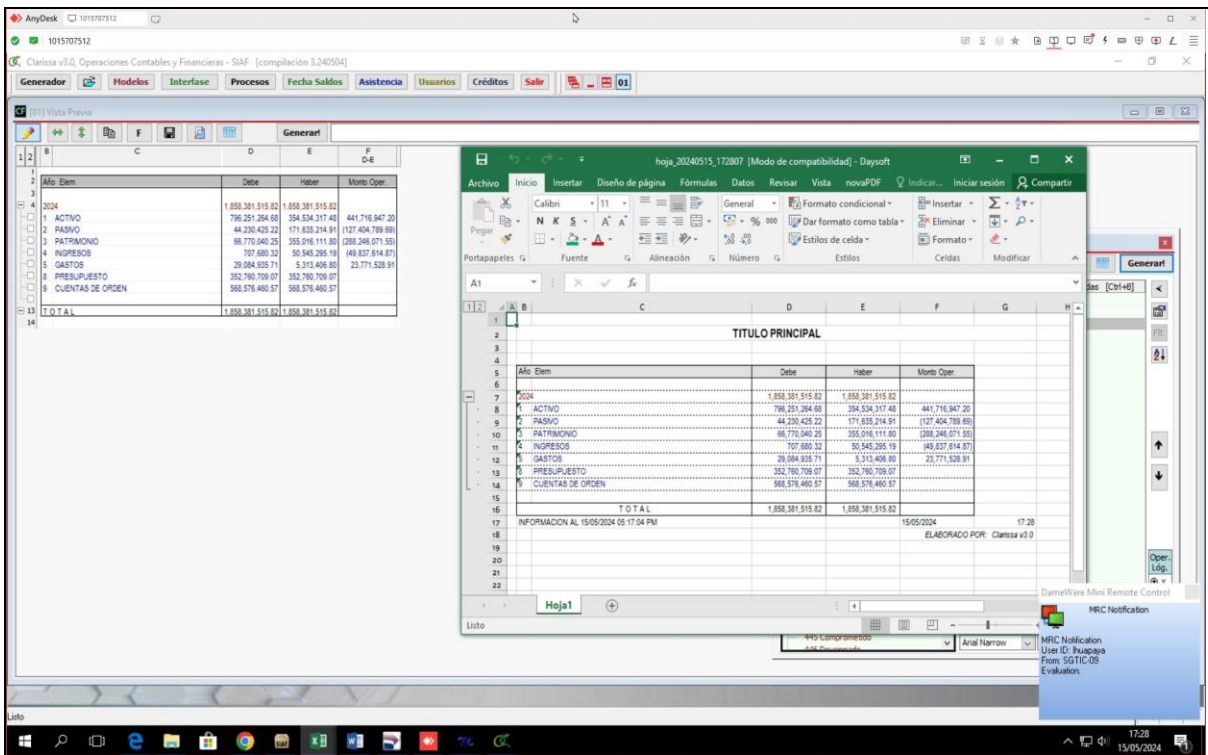 AnyDesk 1015707512
1015707512
Clarissa v3.0, Operaciones Contables y Financieras - SIAF [compilación 3.240504]
Generador Modelos Interfase Procesos Fecha Saldos Asistencia Usuarios Créditos Salir 01
[01] Vista Previa
F Generar!
1 2 B C D E F
D-E
Año Elem Debe Haber Monto Oper.
2024 1,858,381,515.82 1,858,381,515.82
1 ACTIVO 796,251,264.68 354,534,317.48 441,716,947.20
2 PASIVO 44,230,425.22 171,635,214.91 (127,404,789.69)
3 PATRIMONIO 66,770,040.25 355,016,111.80 (288,246,071.55)
4 INGRESOS 707,680.32 50,545,295.19 (49,837,614.87)
5 GASTOS 29,084,935.71 5,313,406.80 23,771,528.91
8 PRESUPUESTO 352,760,709.07 352,760,709.07
9 CUENTAS DE ORDEN 568,576,460.57 568,576,460.57
T O T A L 1,858,381,515.82 1,858,381,515.82
hoja_20240515_172807 [Modo de compatibilidad] - Daysoft
Archivo Inicio Insertar Diseño de página Fórmulas Datos Revisar Vista novaPDF Indicar... Iniciar sesión Compartir
Pegar Calibri 11 General Formato condicional Insertar
N K S % 000 Dar formato como tabla Eliminar
Estilos de celda Formato
Portapapeles Fuente Alineación Número Estilos Celdas Modificar
A1 fx
1 2 A B C D E F G H
TITULO PRINCIPAL
Año Elem Debe Haber Monto Oper.
2024 1,858,381,515.82 1,858,381,515.82
1 ACTIVO 796,251,264.68 354,534,317.48 441,716,947.20
2 PASIVO 44,230,425.22 171,635,214.91 (127,404,789.69)
3 PATRIMONIO 66,770,040.25 355,016,111.80 (288,246,071.55)
4 INGRESOS 707,680.32 50,545,295.19 (49,837,614.87)
5 GASTOS 29,084,935.71 5,313,406.80 23,771,528.91
8 PRESUPUESTO 352,760,709.07 352,760,709.07
9 CUENTAS DE ORDEN 568,576,460.57 568,576,460.57
T O T A L 1,858,381,515.82 1,858,381,515.82
INFORMACION AL 15/05/2024 05:17:04 PM 15/05/2024 17:28
ELABORADO POR: Clarissa v3.0
Hoja1
Listo
Generar!
das [Ctrl+B]
Flt
Oper.
Lóg.
Y
445 Comprometido
Arial Narrow
DameWare Mini Remote Control
MRC Notification
MRC Notification
User ID: lhuapaya
From: SGTIC-09
Evaluation.
Listo
17:28
15/05/2024